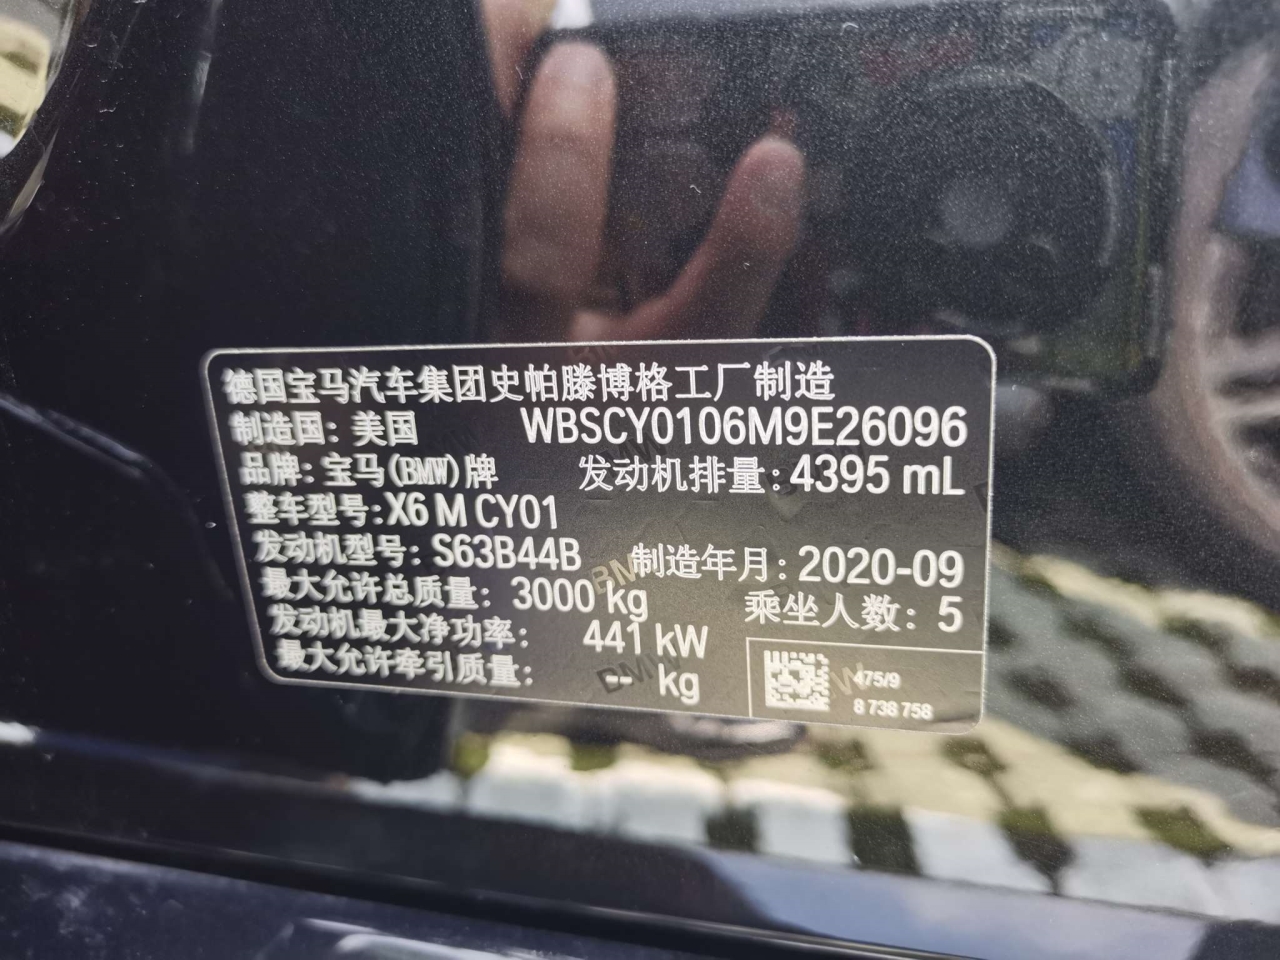 德国宝马汽车集团史帕滕博格工厂制造
制造国: 美国 WBSCY0106M9E26096
品牌: 宝马(BMW)牌 发动机排量: 4395 mL
整车型号: X6 M CY01
发动机型号: S63B44B 制造年月: 2020-09
最大允许总质量: 3000 kg 乘坐人数: 5
发动机最大净功率: 441 kW
最大允许牵引质量: -- kg
475/9
8 738 758